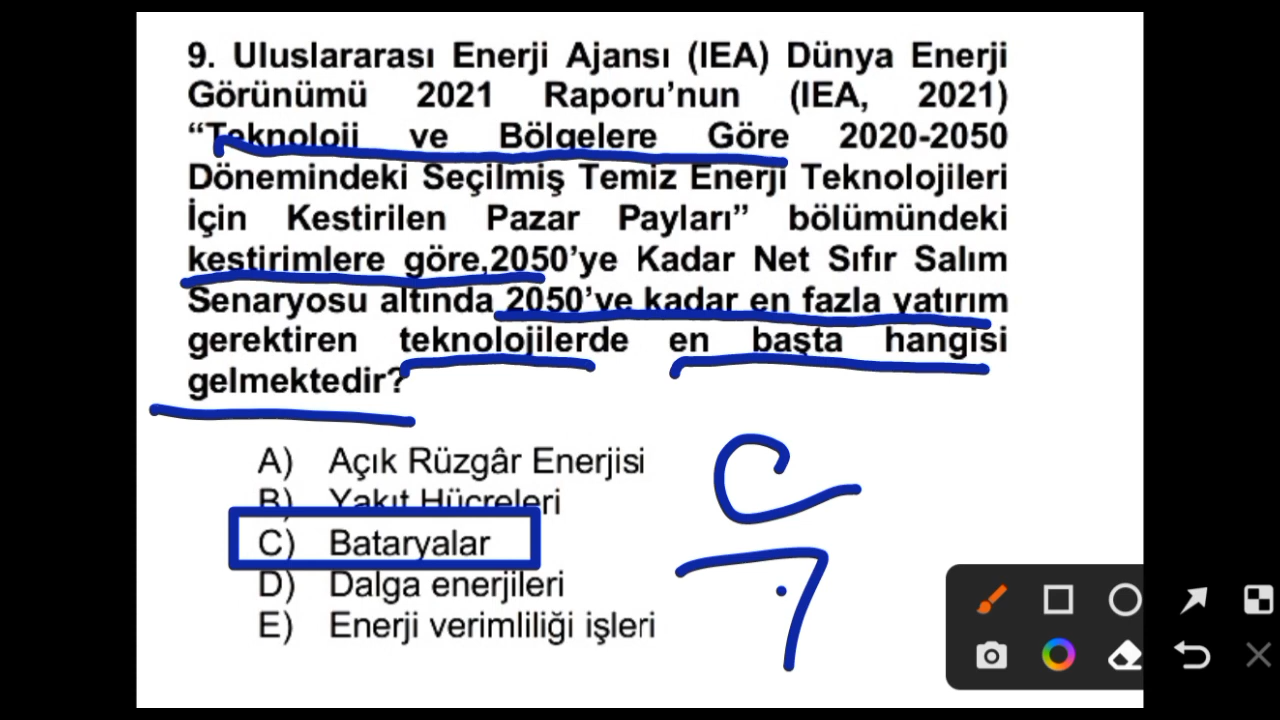 9. Uluslararası Enerji Ajansı (IEA) Dünya Enerji
Görünümü 2021 Raporu’nun (IEA, 2021)
“Teknoloji ve Bölgelere Göre 2020-2050
Dönemindeki Seçilmiş Temiz Enerji Teknolojileri
İçin Kestirilen Pazar Payları” bölümündeki
kestirimlere göre,2050’ye Kadar Net Sıfır Salım
Senaryosu altında 2050’ye kadar en fazla yatırım
gerektiren teknolojilerde en başta hangisi
gelmektedir?
A) Açık Rüzgâr Enerjisi
B) Yakıt Hücreleri
C) Bataryalar
D) Dalga enerjileri
E) Enerji verimliliği işleri
C